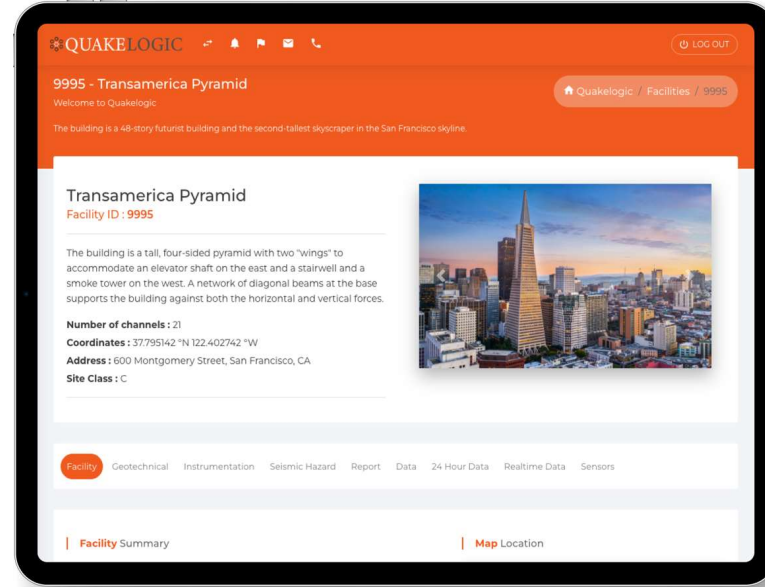 QUAKELOGIC
LOG OUT
9995 - Transamerica Pyramid
Welcome to Quakelogic
Quakelogic / Facilities / 9995
The building is a 48-story futurist building and the second-tallest skyscraper in the San Francisco skyline.
Transamerica Pyramid
Facility ID : 9995
The building is a tall, four-sided pyramid with two "wings" to
accommodate an elevator shaft on the east and a stairwell and a
smoke tower on the west. A network of diagonal beams at the base
supports the building against both the horizontal and vertical forces.
Number of channels : 21
Coordinates : 37.795142 °N 122.402742 °W
Address : 600 Montgomery Street, San Francisco, CA
Site Class : C
Facility Geotechnical Instrumentation Seismic Hazard Report Data 24 Hour Data Realtime Data Sensors
Facility Summary
Map Location